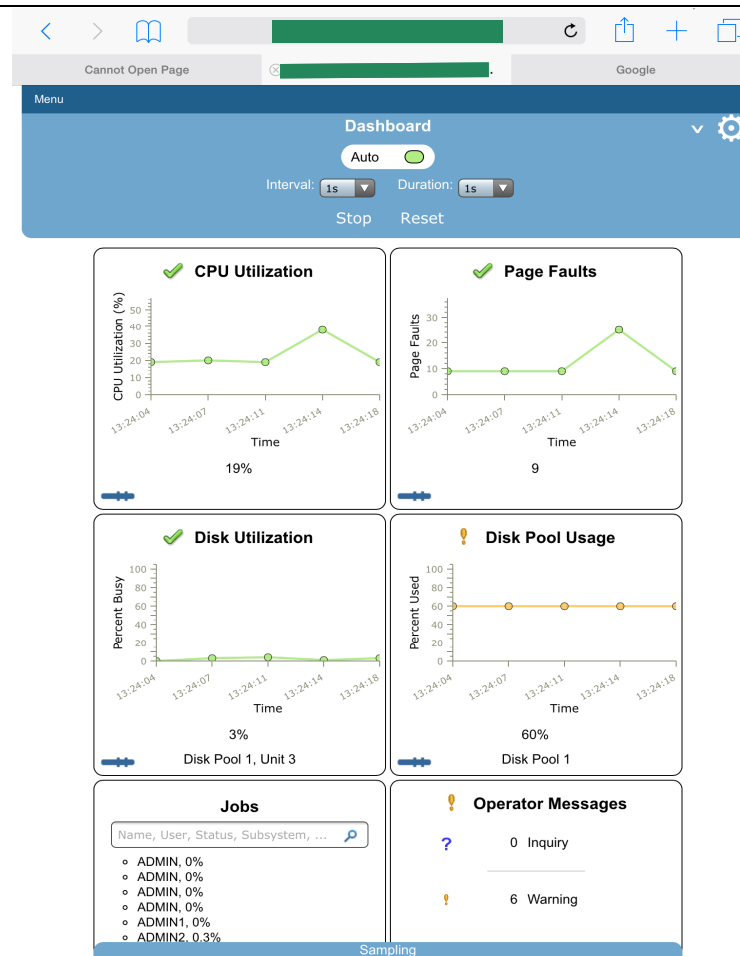 Cannot Open Page
.
Google
Menu
Dashboard
Auto
Interval: 1s Duration: 1s
Stop Reset
CPU Utilization
CPU Utilization (%)
50
40
30
20
10
0
13:24:04 13:24:07 13:24:11 13:24:14 13:24:18
Time
19%
Page Faults
Page Faults
30
20
10
0
13:24:04 13:24:07 13:24:11 13:24:14 13:24:18
Time
9
Disk Utilization
Percent Busy
100
80
60
40
20
0
13:24:04 13:24:07 13:24:11 13:24:14 13:24:18
Time
3%
Disk Pool 1, Unit 3
Disk Pool Usage
Percent Used
100
80
60
40
20
0
13:24:04 13:24:07 13:24:11 13:24:14 13:24:18
Time
60%
Disk Pool 1
Jobs
Name, User, Status, Subsystem, ...
ADMIN, 0%
ADMIN, 0%
ADMIN, 0%
ADMIN, 0%
ADMIN1, 0%
ADMIN2, 0.3%
Operator Messages
? 0 Inquiry
6 Warning
Sampling